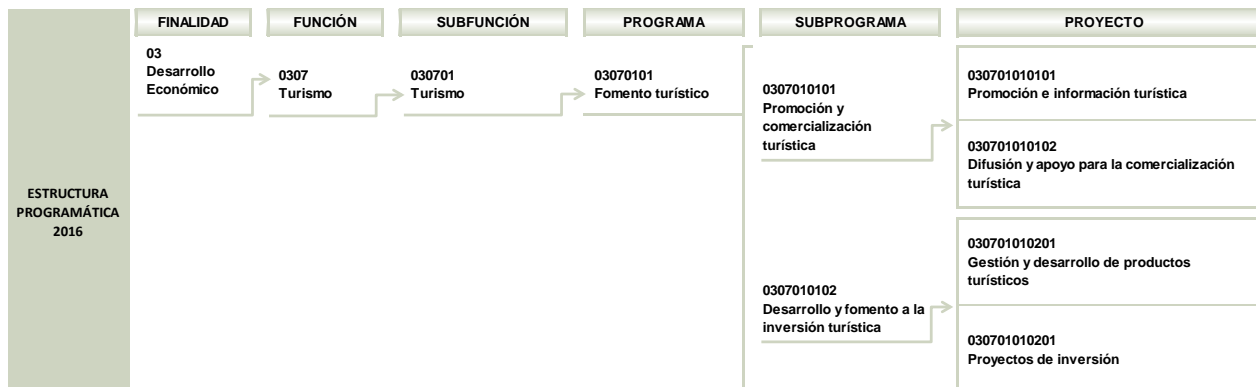 FINALIDAD
FUNCIÓN
SUBFUNCIÓN
PROGRAMA
SUBPROGRAMA
PROYECTO
ESTRUCTURA
PROGRAMÁTICA
2016
03
Desarrollo
Económico
0307
Turismo
030701
Turismo
03070101
Fomento turístico
0307010101
Promoción y
comercialización
turística
030701010101
Promoción e información turística
030701010102
Difusión y apoyo para la comercialización
turística
0307010102
Desarrollo y fomento a la
inversión turística
030701010201
Gestión y desarrollo de productos
turísticos
030701010201
Proyectos de inversión